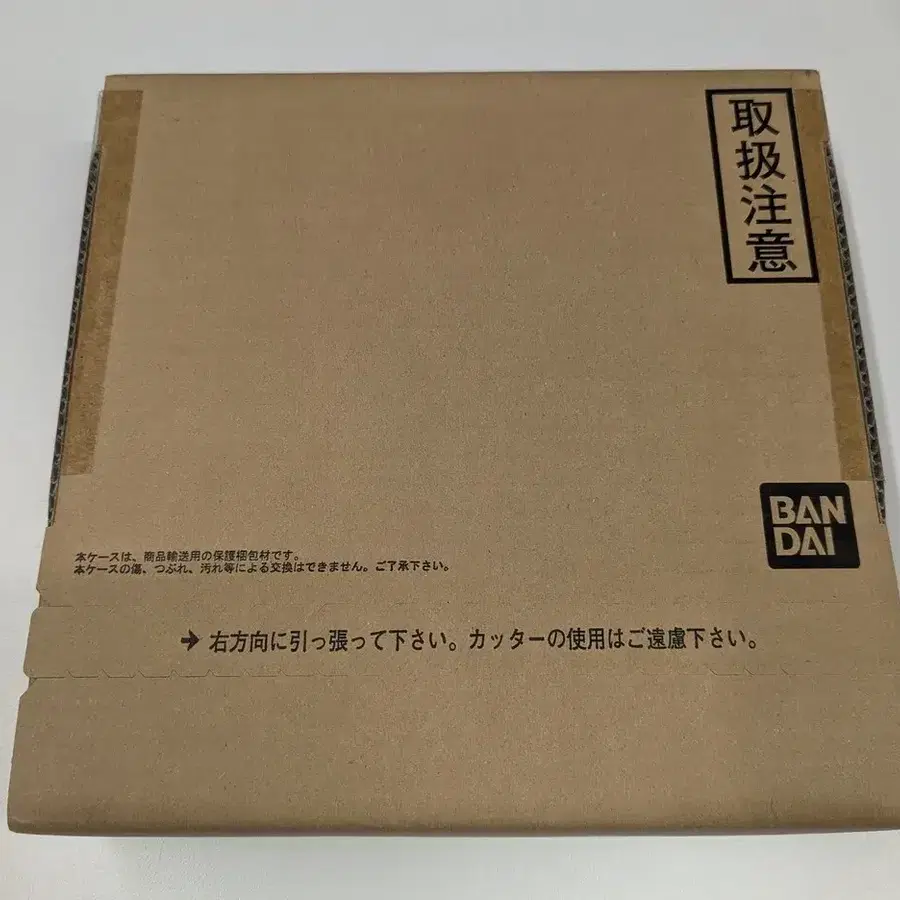 取扱注意
BAN
DAI
本ケースは、商品輸送用の保護梱包材です。
本ケースの傷、つぶれ、汚れ等による交換はできません。ご了承下さい。
→ 右方向に引っ張って下さい。カッターの使用はご遠慮下さい。